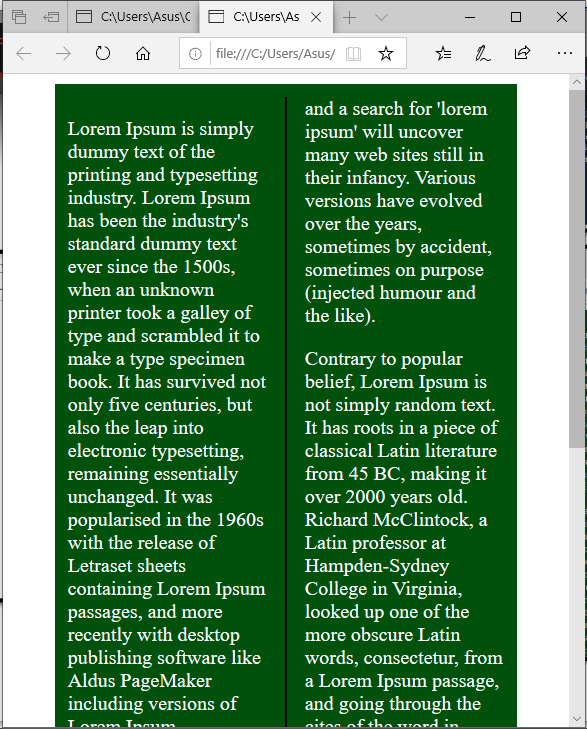 C:\Users\Asus\C
C:\Users\As
file:///C:/Users/Asus/
Lorem Ipsum is simply
dummy text of the
printing and typesetting
industry. Lorem Ipsum
has been the industry's
standard dummy text
ever since the 1500s,
when an unknown
printer took a galley of
type and scrambled it to
make a type specimen
book. It has survived not
only five centuries, but
also the leap into
electronic typesetting,
remaining essentially
unchanged. It was
popularised in the 1960s
with the release of
Letraset sheets
containing Lorem Ipsum
passages, and more
recently with desktop
publishing software like
Aldus PageMaker
including versions of
Lorem Ipsum
and a search for 'lorem
ipsum' will uncover
many web sites still in
their infancy. Various
versions have evolved
over the years,
sometimes by accident,
sometimes on purpose
(injected humour and
the like).
Contrary to popular
belief, Lorem Ipsum is
not simply random text.
It has roots in a piece of
classical Latin literature
from 45 BC, making it
over 2000 years old.
Richard McClintock, a
Latin professor at
Hampden-Sydney
College in Virginia,
looked up one of the
more obscure Latin
words, consectetur, from
a Lorem Ipsum passage,
and going through the
cites of the word in